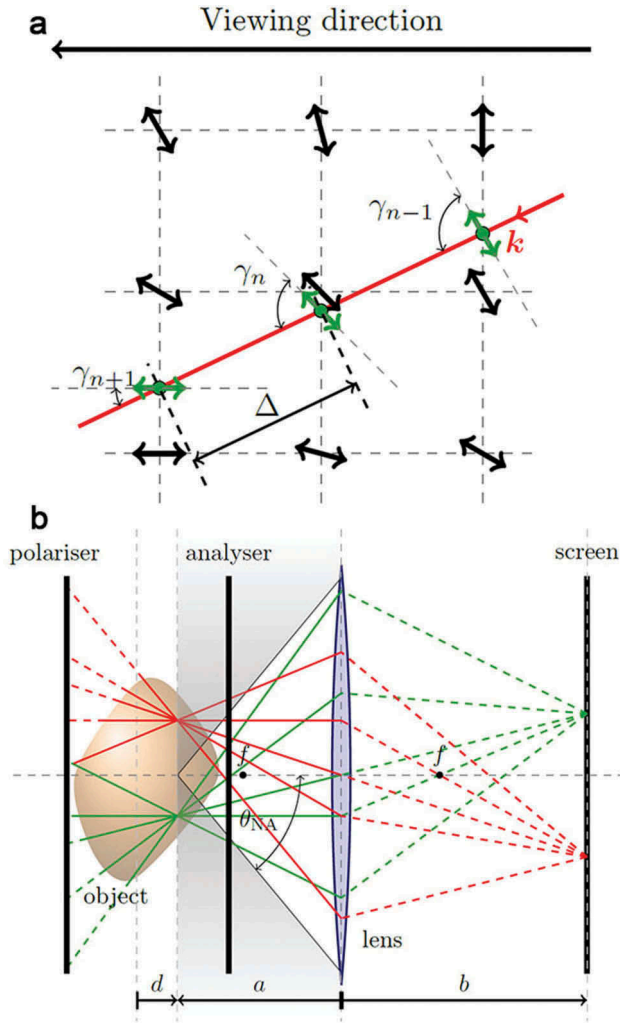 a
Viewing direction
γn−1
k
γn
γn+1
Δ
b
polariser analyser screen
f f
θNA
object
lens
d a b